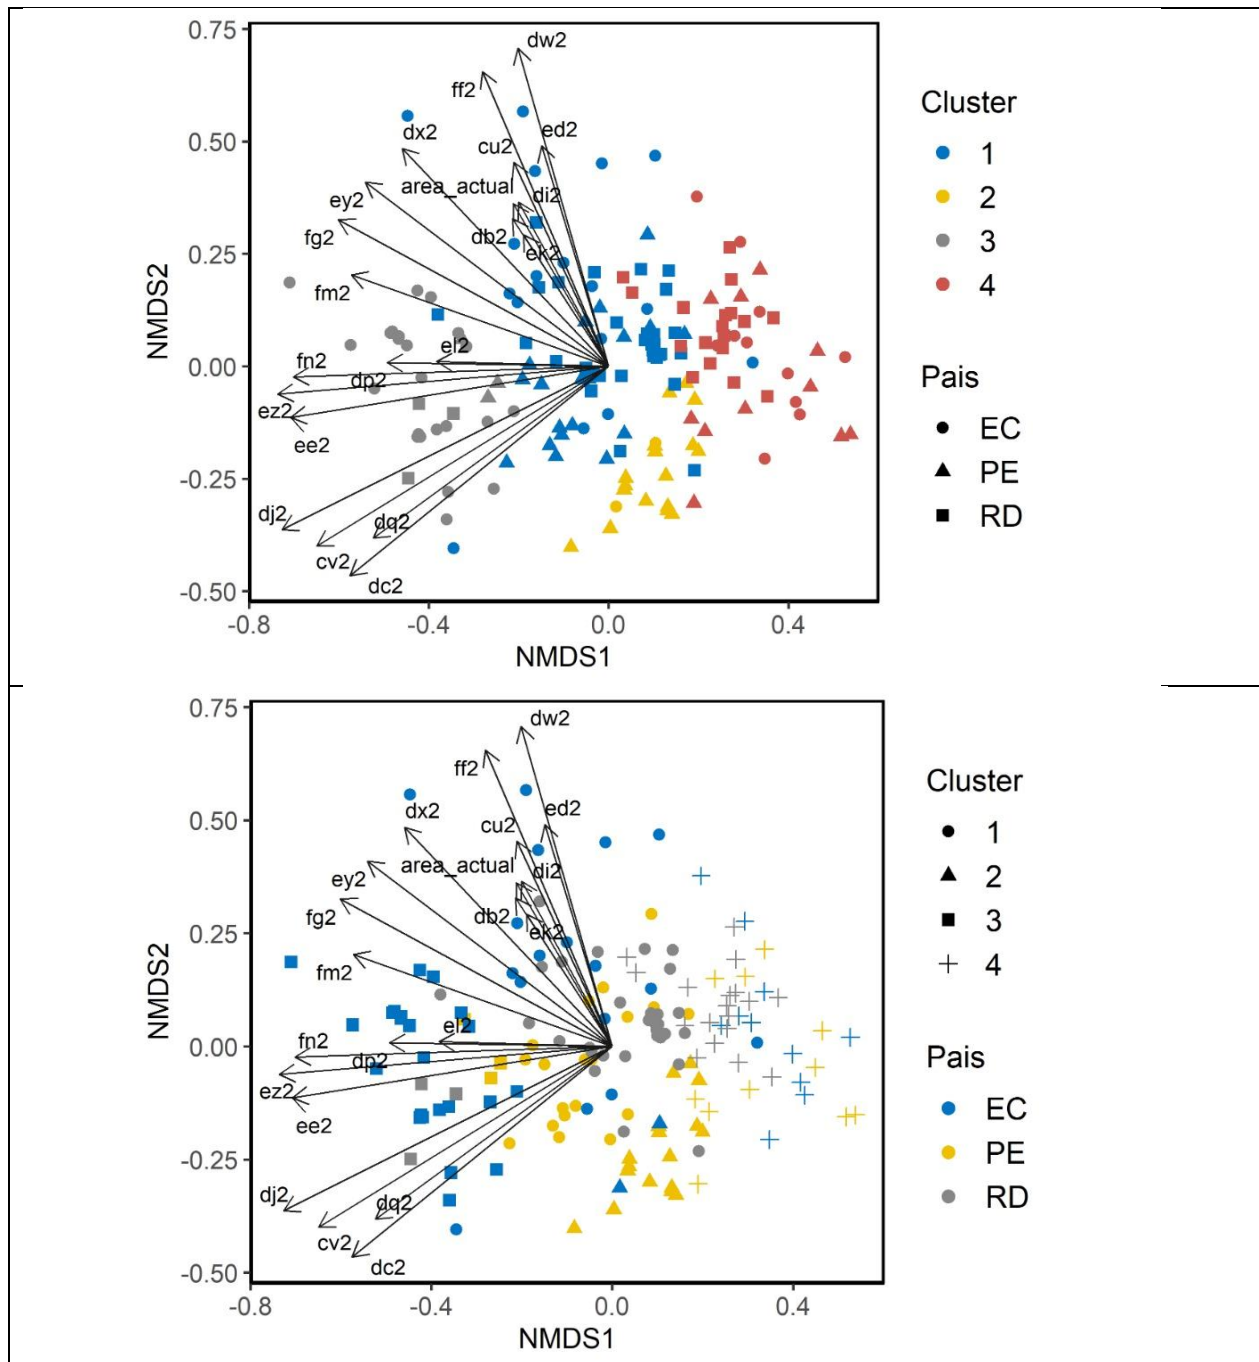 0.75
dw2
ff2
0.50
dx2
cu2
ed2
area_actual
di2
ey2
0.25
fg2
db2
ek2
fm2
el2
0.00
fn2
dp2
ez2
ee2
-0.25
dj2
dq2
cv2
dc2
-0.50
-0.8
-0.4
0.0
0.4
NMDS1
NMDS2
Cluster
1
2
3
4
Pais
EC
PE
RD
0.75
dw2
ff2
0.50
dx2
cu2
ed2
area_actual
di2
ey2
0.25
fg2
db2
ek2
fm2
el2
0.00
fn2
dp2
ez2
ee2
-0.25
dj2
dq2
cv2
dc2
-0.50
-0.8
-0.4
0.0
0.4
NMDS1
NMDS2
Cluster
1
2
3
4
Pais
EC
PE
RD